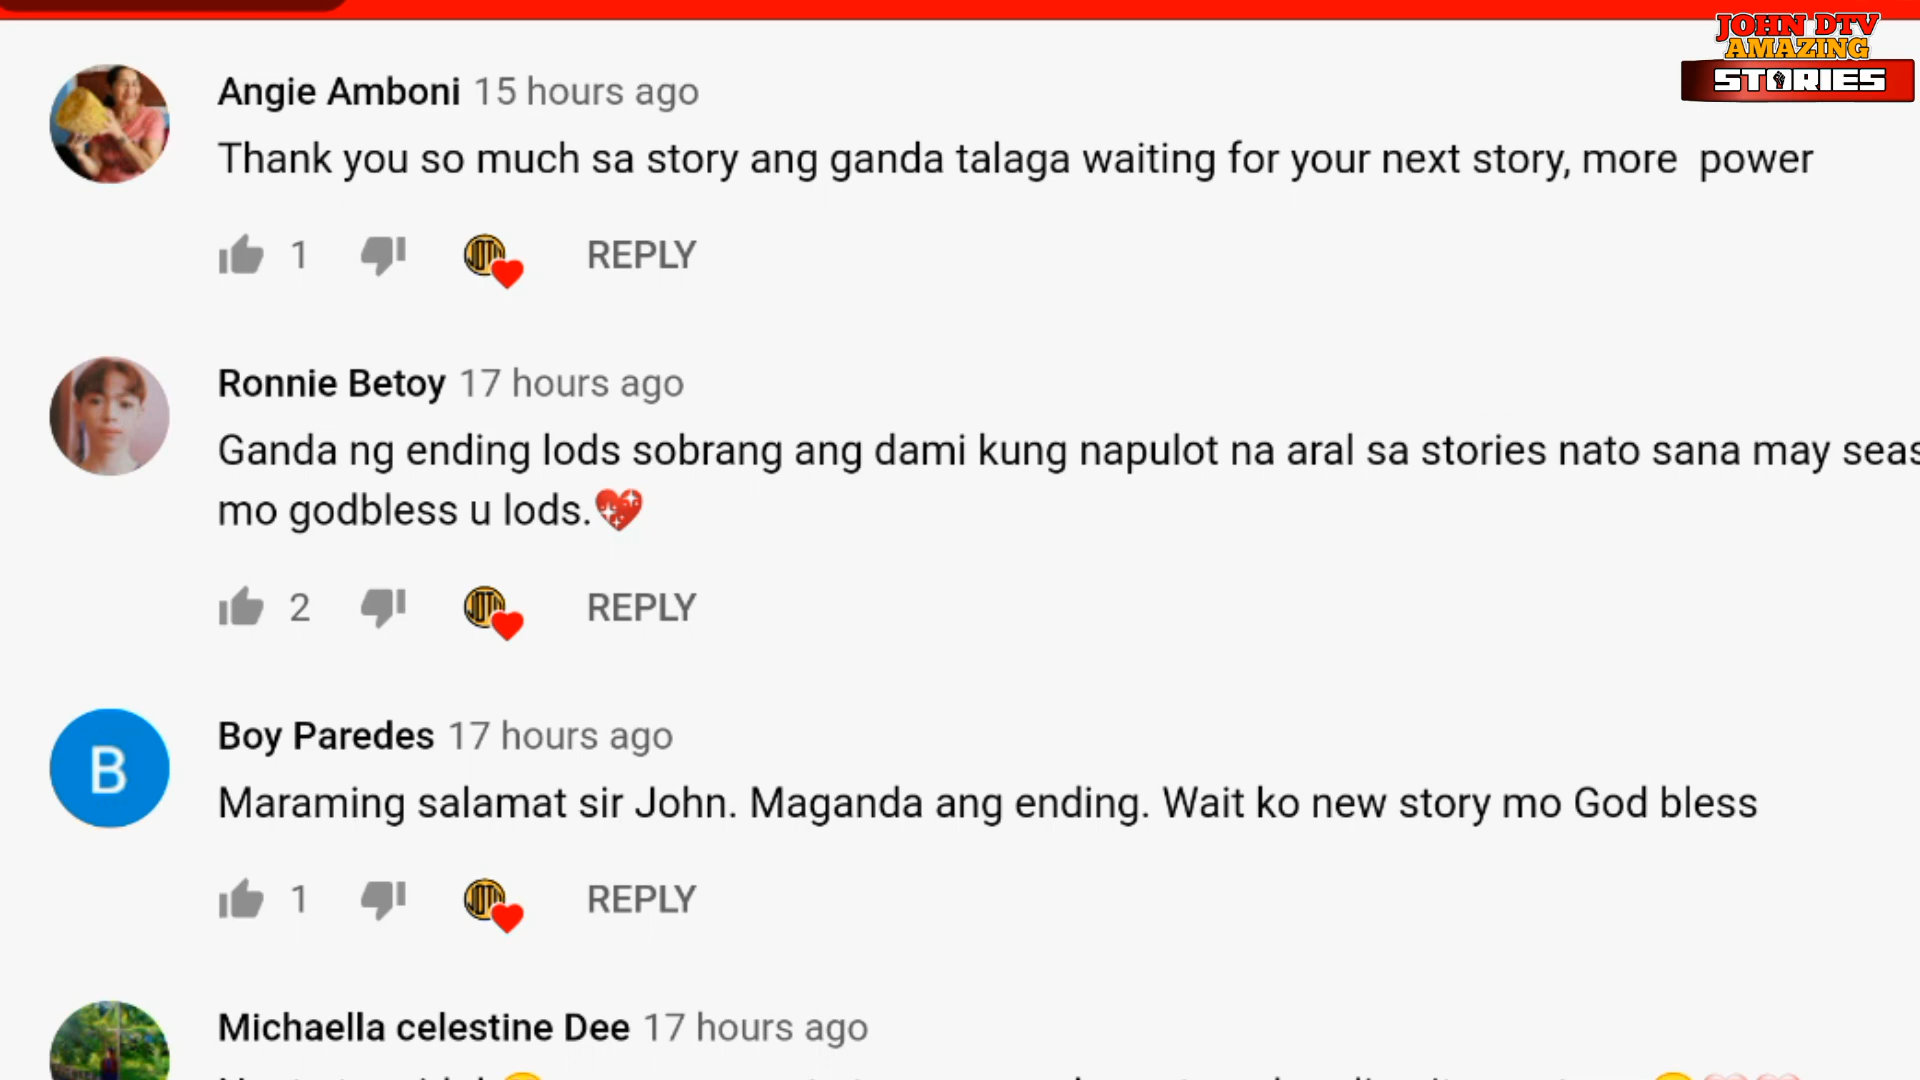 JOHN DTV
AMAZING
STORIES
Angie Amboni 15 hours ago
Thank you so much sa story ang ganda talaga waiting for your next story, more power
1 REPLY
Ronnie Betoy 17 hours ago
Ganda ng ending lods sobrang ang dami kung napulot na aral sa stories nato sana may seas
mo godbless u lods.💖
2 REPLY
B
Boy Paredes 17 hours ago
Maraming salamat sir John. Maganda ang ending. Wait ko new story mo God bless
1 REPLY
Michaella celestine Dee 17 hours ago